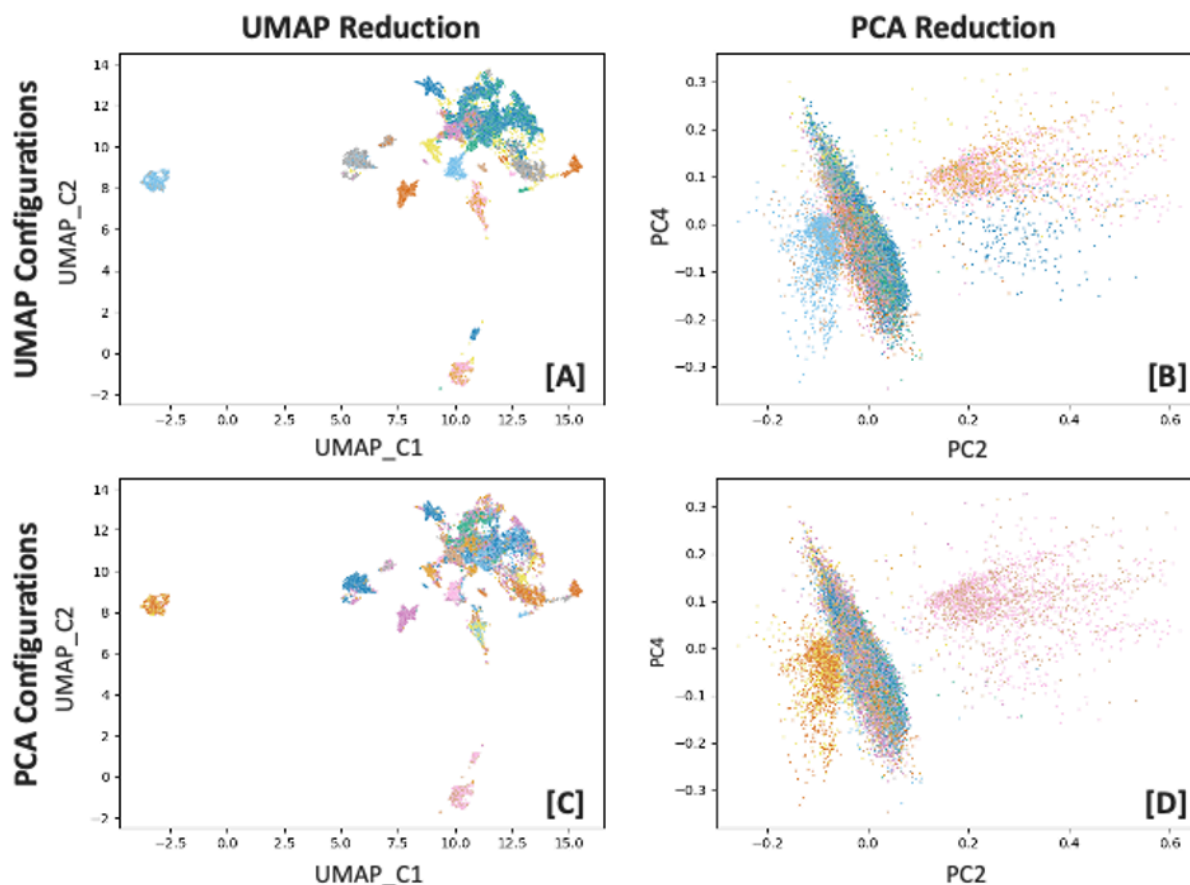 UMAP Reduction
PCA Reduction
UMAP Configurations
14
12
10
8
6
4
2
0
−2
UMAP_C2
−2.5 0.0 2.5 5.0 7.5 10.0 12.5 15.0
UMAP_C1
[A]
0.3
0.2
0.1
0.0
−0.1
−0.2
−0.3
PC4
−0.2 0.0 0.2 0.4 0.6
PC2
[B]
PCA Configurations
14
12
10
8
6
4
2
0
−2
UMAP_C2
−2.5 0.0 2.5 5.0 7.5 10.0 12.5 15.0
UMAP_C1
[C]
0.3
0.2
0.1
0.0
−0.1
−0.2
−0.3
PC4
−0.2 0.0 0.2 0.4 0.6
PC2
[D]